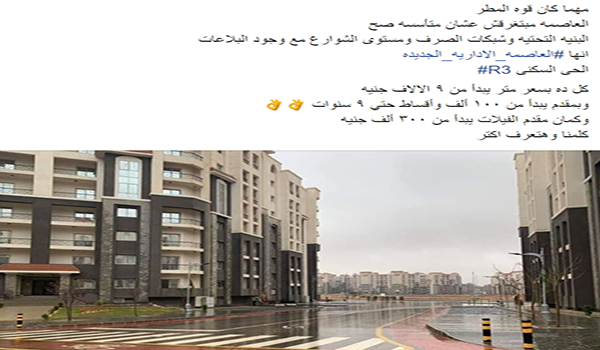 مهما كان قوه المطر
العاصمه مبتغرقش عشان متأسسه صح
البنيه التحتيه وشبكات الصرف ومستوى الشوارع مع وجود البلاعات
انها #العاصمه_الاداريه_الجديده
الحى السكنى R3#
كل ده بسعر متر يبدأ من ٩ الالاف جنيه
وبمقدم يبدأ من ١٠٠ ألف وأقساط حتى ٩ سنوات 👌👌
وكمان مقدم الفيلات يبدأ من ٣٠٠ ألف جنيه
كلمنا وهتعرف اكتر